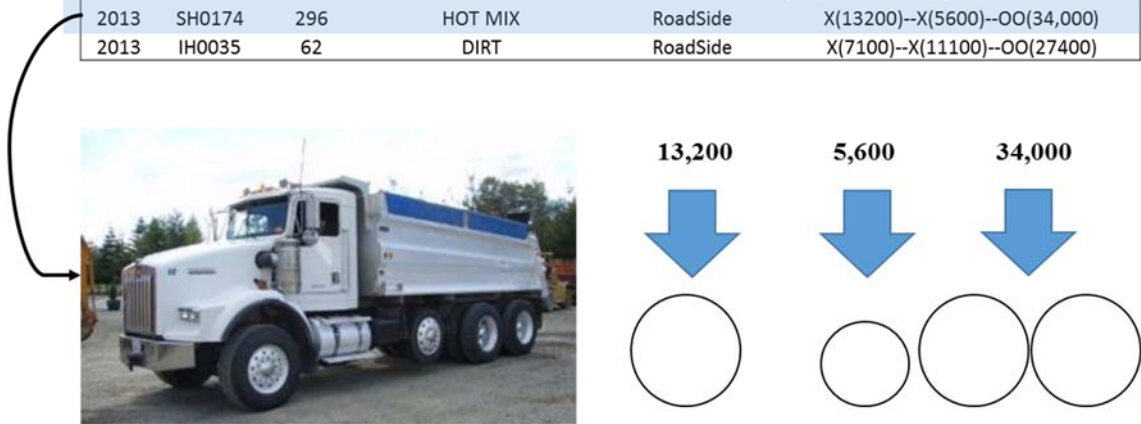 2013 SH0174 296 HOT MIX RoadSide X(13200)--X(5600)--OO(34,000)
2013 IH0035 62 DIRT RoadSide X(7100)--X(11100)--OO(27400)
13,200 5,600 34,000